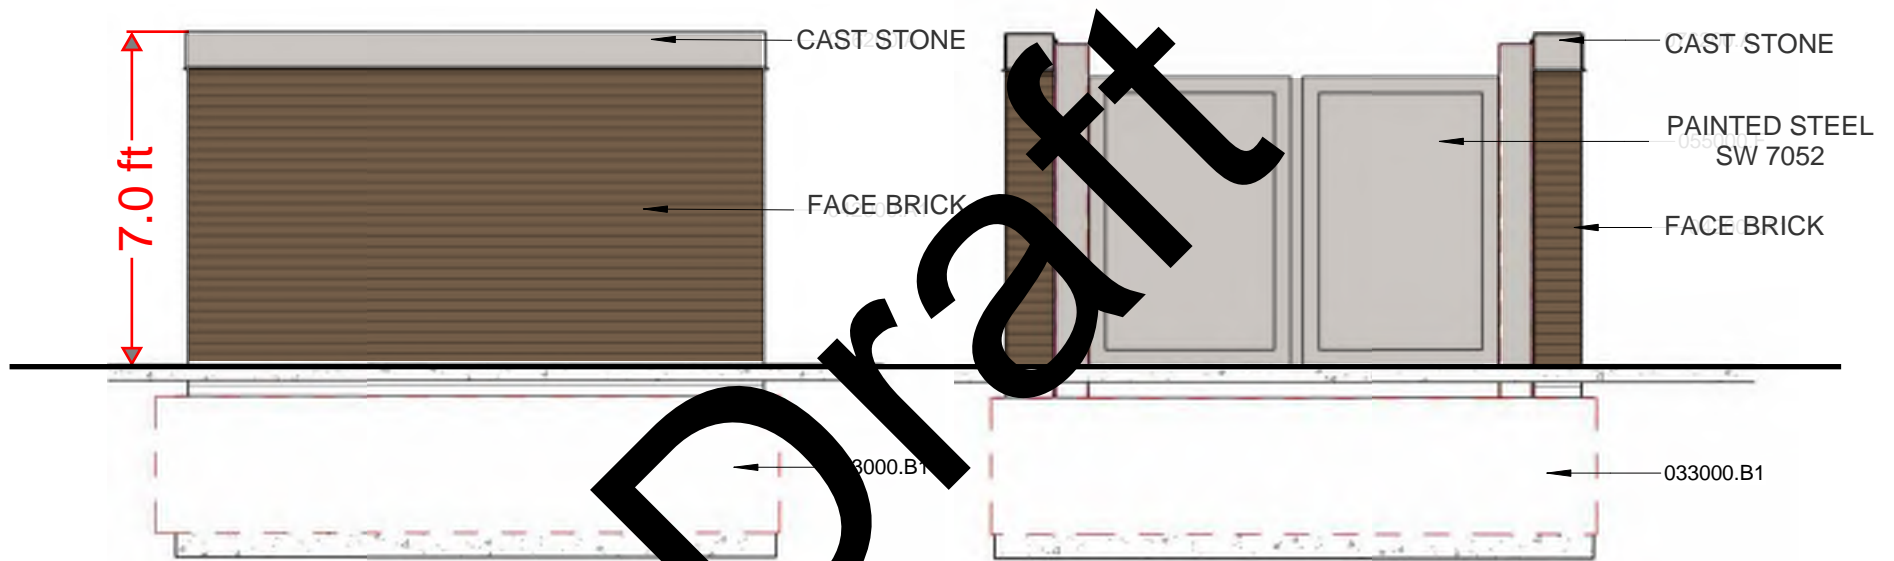 CAST STONE
7.0 ft
FACE BRICK
3000.B1
CAST STONE
PAINTED STEEL
SW 7052
FACE BRICK
033000.B1
Draft